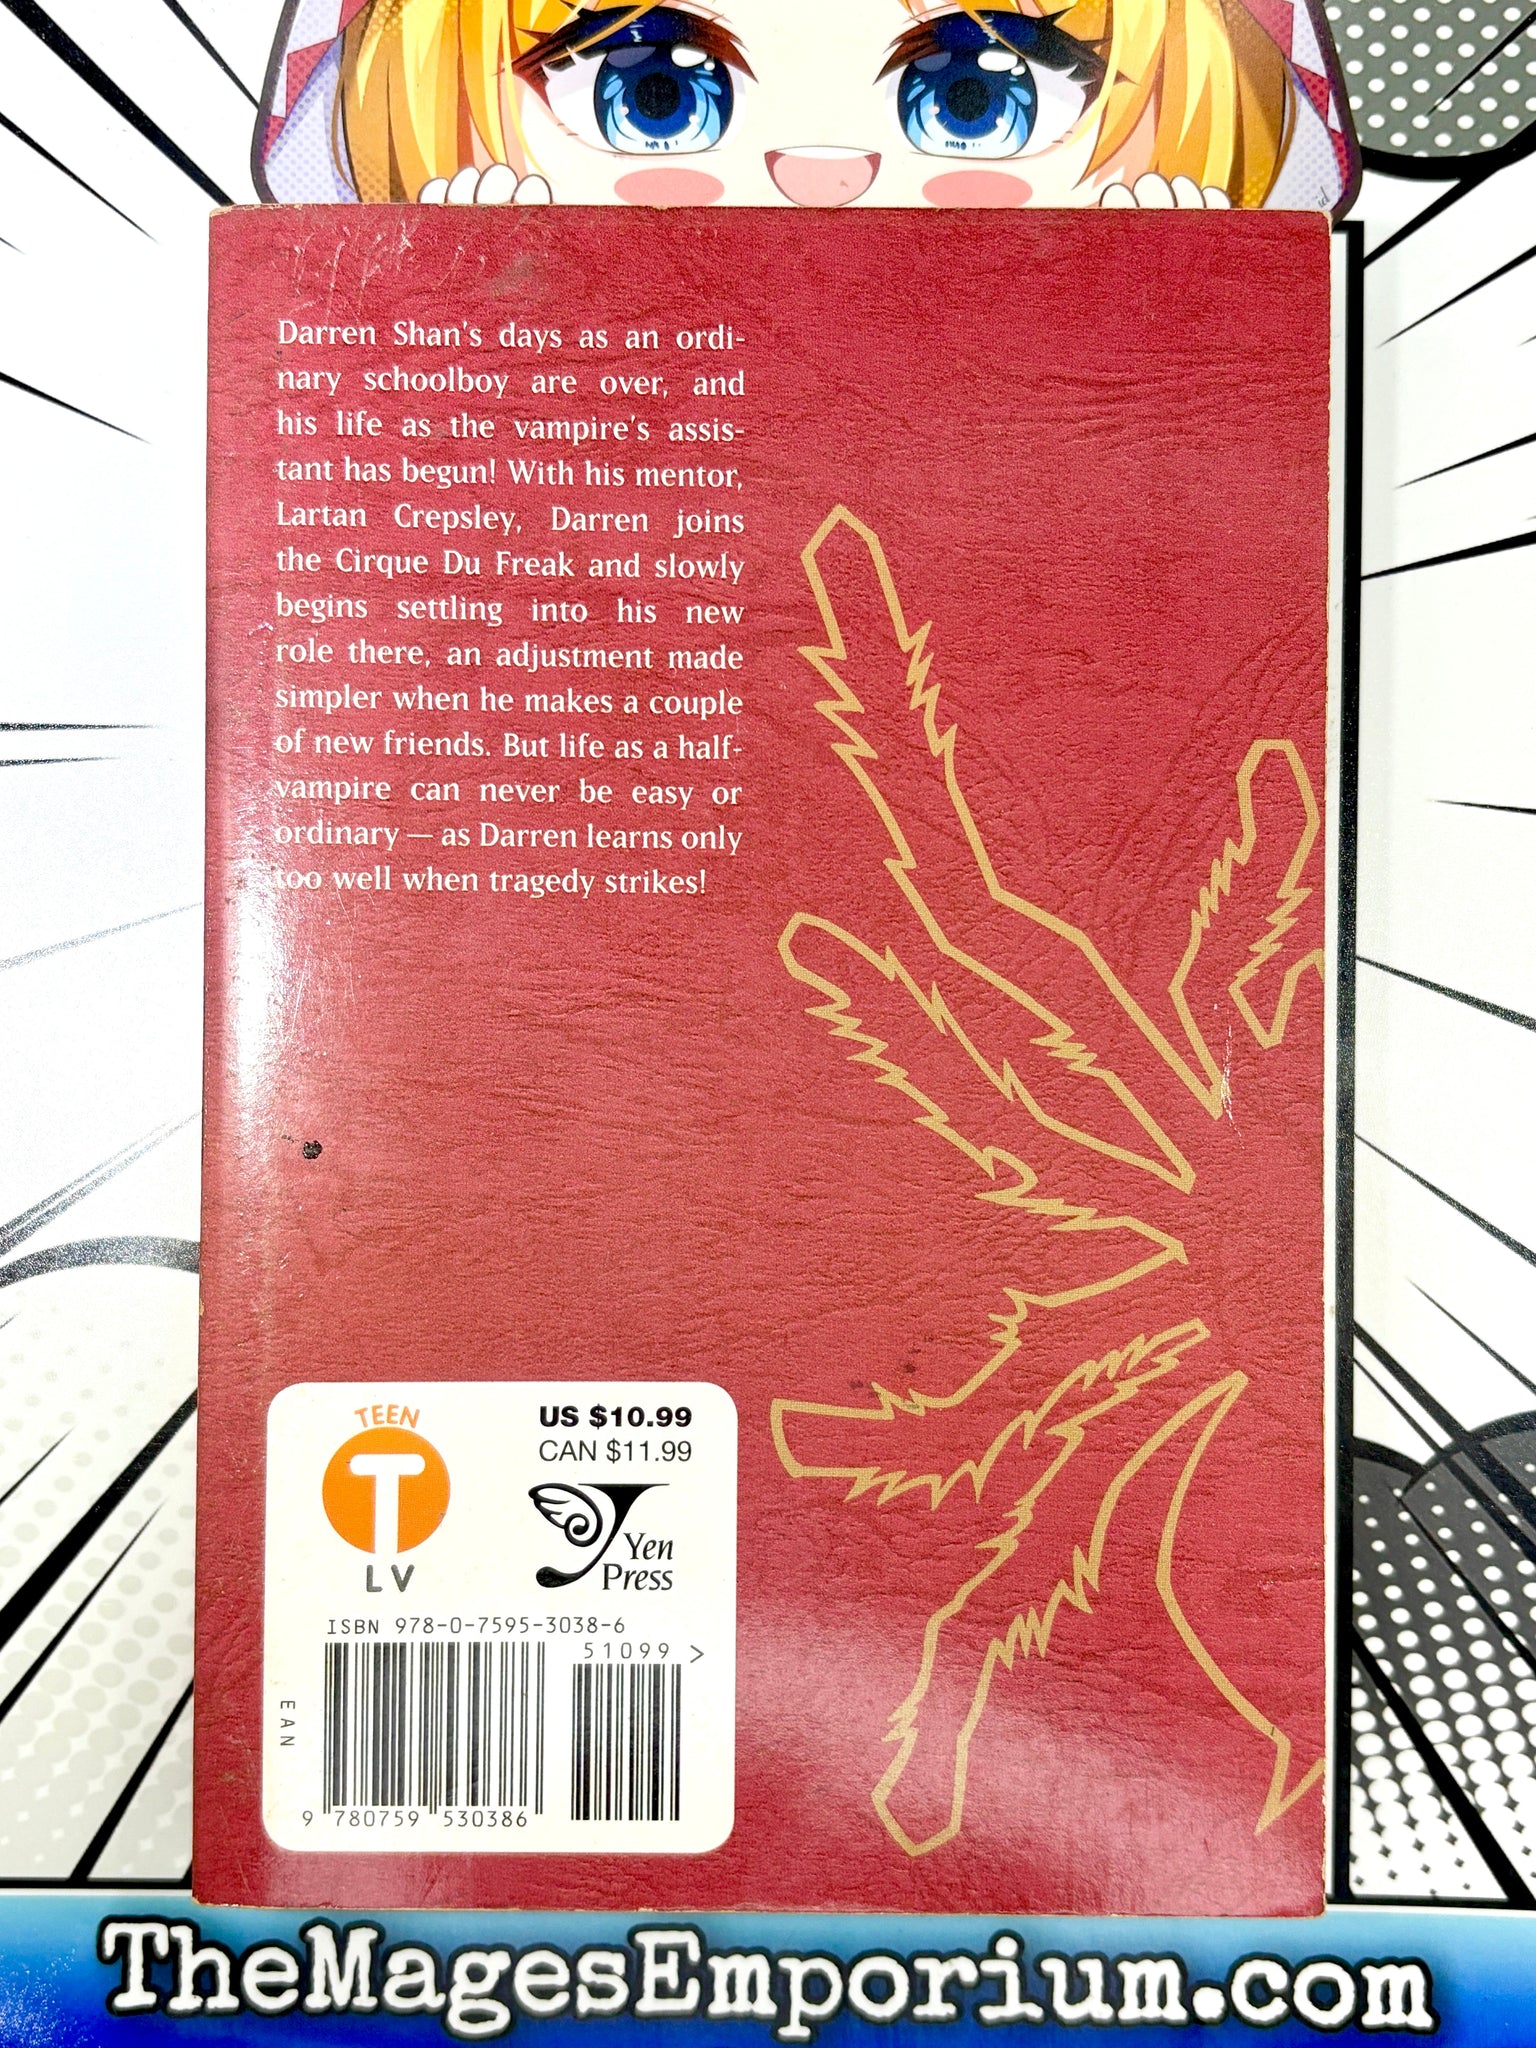 Darren Shan's days as an ordi-
nary schoolboy are over, and
his life as the vampire's assis-
tant has begun! With his mentor,
Lartan Crepsley, Darren joins
the Cirque Du Freak and slowly
begins settling into his new
role there, an adjustment made
simpler when he makes a couple
of new friends. But life as a half-
vampire can never be easy or
ordinary — as Darren learns only
too well when tragedy strikes!
TEEN
T
LV
US $10.99
CAN $11.99
Yen
Press
ISBN 978-0-7595-3038-6
51099 >
EAN
9 780759 530386
TheMagesEmporium.com